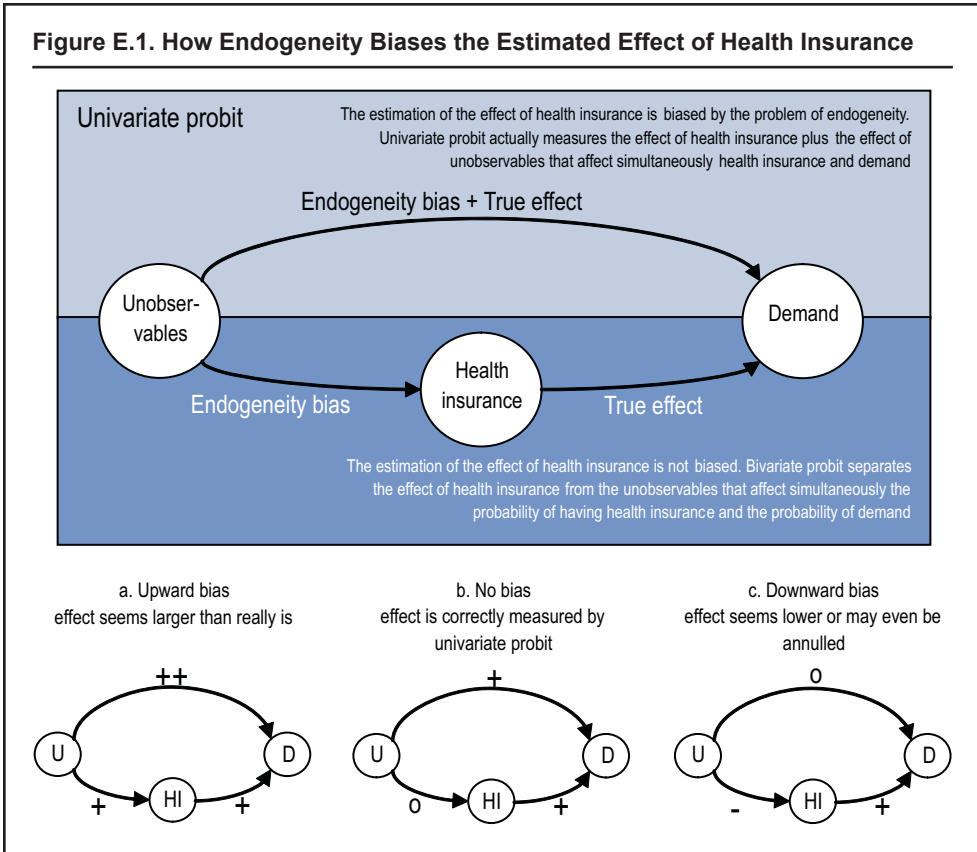 Figure E.1. How Endogeneity Biases the Estimated Effect of Health Insurance
Univariate probit
The estimation of the effect of health insurance is biased by the problem of endogeneity.
Univariate probit actually measures the effect of health insurance plus the effect of
unobservables that affect simultaneously health insurance and demand
Endogeneity bias + True effect
Unobser-
vables
Demand
Health
insurance
Endogeneity bias
True effect
The estimation of the effect of health insurance is not biased. Bivariate probit separates
the effect of health insurance from the unobservables that affect simultaneously the
probability of having health insurance and the probability of demand
a. Upward bias
effect seems larger than really is
++
U
D
HI
+
+
b. No bias
effect is correctly measured by
univariate probit
+
U
D
HI
o
+
c. Downward bias
effect seems lower or may even be
annulled
o
U
D
HI
-
+